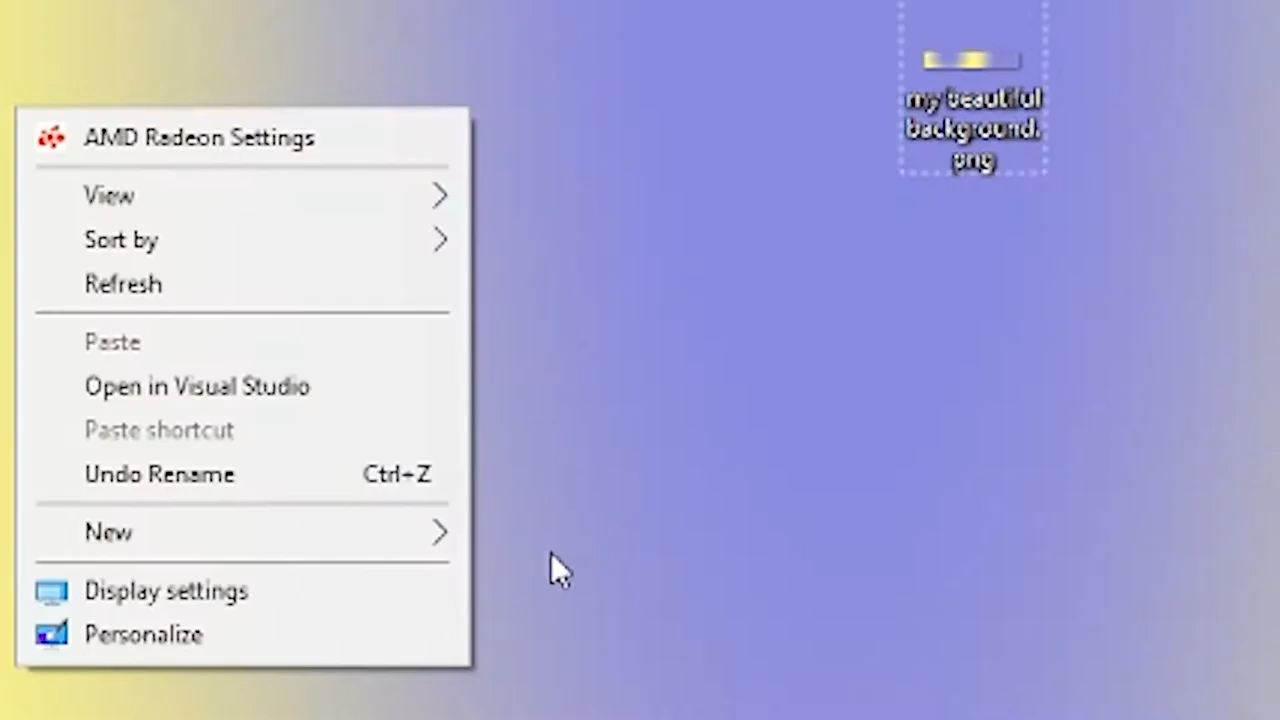 AMD Radeon Settings
View
Sort by
Refresh
Paste
Open in Visual Studio
Paste shortcut
Undo Rename Ctrl+Z
New
Display settings
Personalize
my beautiful
background.
png